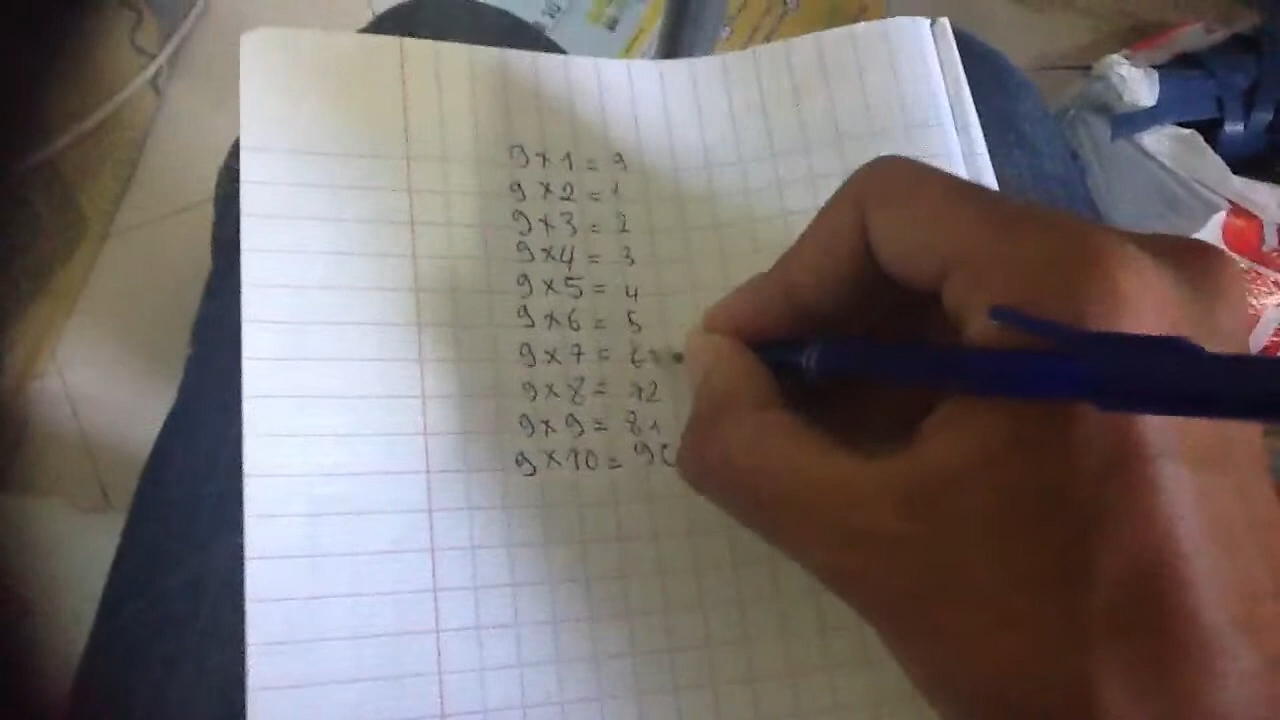 9 x 1 = 9
9 x 2 = 1
9 x 3 = 2
9 x 4 = 3
9 x 5 = 4
9 x 6 = 5
9 x 7 = 6
9 x 8 = 72
9 x 9 = 81
9 x 10 = 90